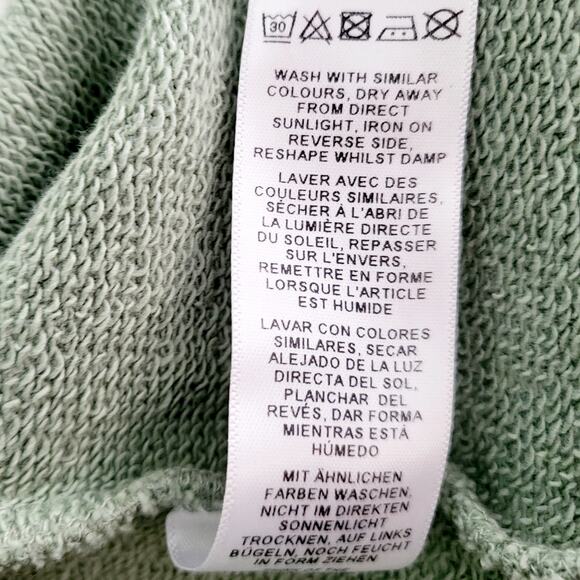 30
WASH WITH SIMILAR
COLOURS, DRY AWAY
FROM DIRECT
SUNLIGHT, IRON ON
REVERSE SIDE,
RESHAPE WHILST DAMP
LAVER AVEC DES
COULEURS SIMILAIRES,
SÉCHER À L'ABRI DE
LA LUMIÈRE DIRECTE
DU SOLEIL, REPASSER
SUR L'ENVERS,
REMETTRE EN FORME
LORSQUE L'ARTICLE
EST HUMIDE
LAVAR CON COLORES
SIMILARES, SECAR
ALEJADO DE LA LUZ
DIRECTA DEL SOL,
PLANCHAR DEL
REVÉS, DAR FORMA
MIENTRAS ESTÁ
HÚMEDO
MIT ÄHNLICHEN
FARBEN WASCHEN,
NICHT IM DIREKTEN
SONNENLICHT
TROCKNEN, AUF LINKS
BÜGELN, NOCH FEUCHT
IN FORM ZIEHEN